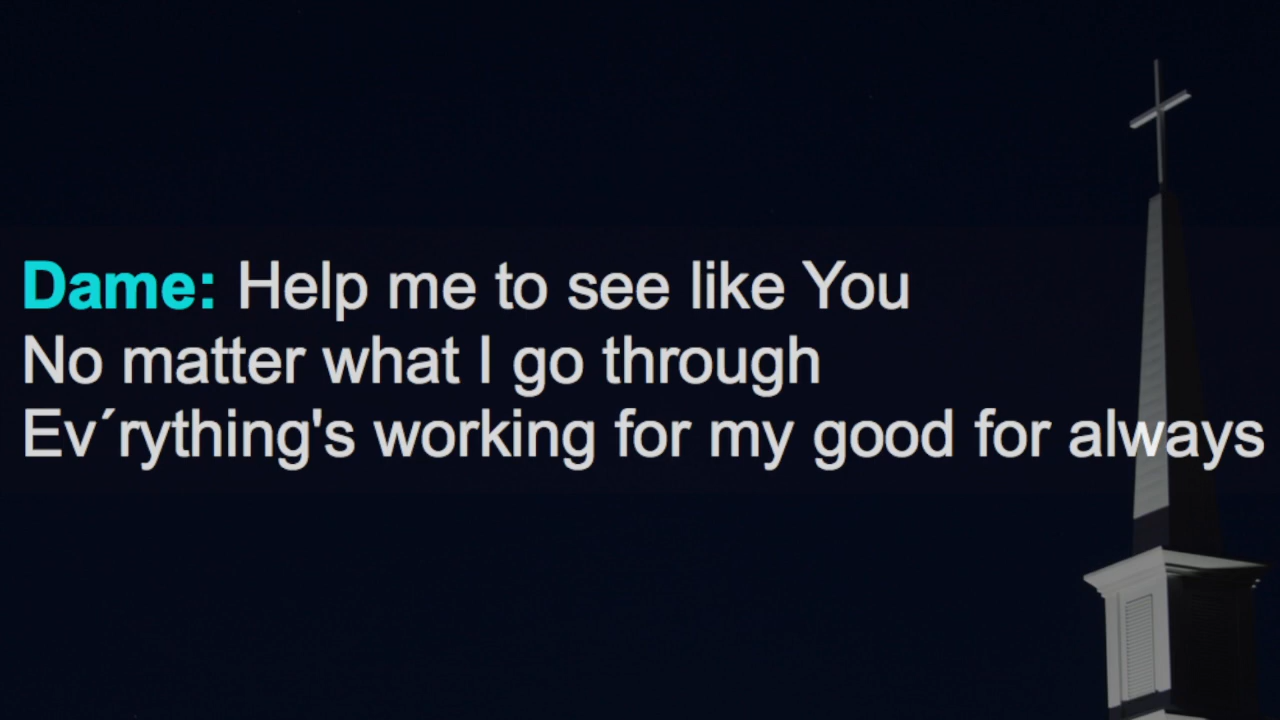 Dame: Help me to see like You
No matter what I go through
Ev´rything's working for my good for always